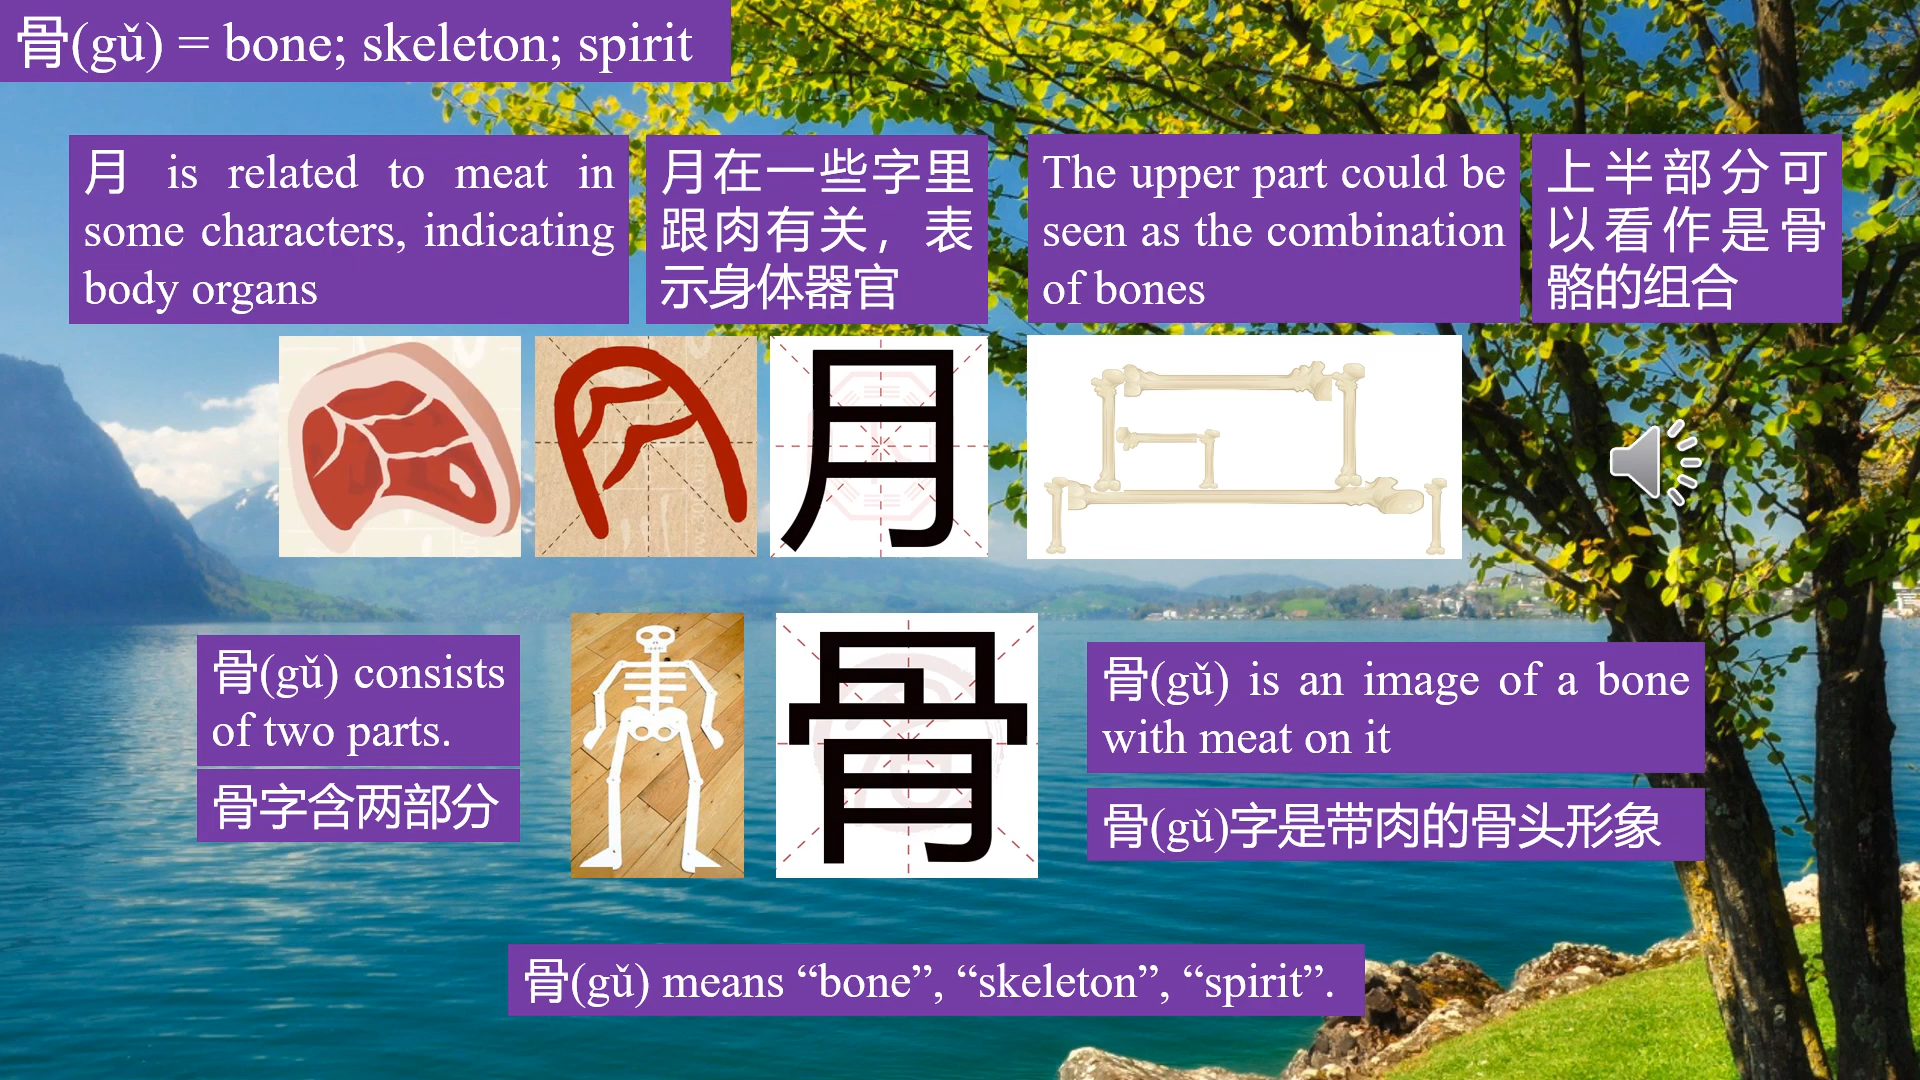 骨(gǔ) = bone; skeleton; spirit
月 is related to meat in
some characters, indicating
body organs
月在一些字里
跟肉有关，表
示身体器官
The upper part could be
seen as the combination
of bones
上半部分可
以看作是骨
骼的组合
月
骨(gǔ) consists
of two parts.
骨字含两部分
骨
骨(gǔ) is an image of a bone
with meat on it
骨(gǔ)字是带肉的骨头形象
骨(gǔ) means “bone”, “skeleton”, “spirit”.